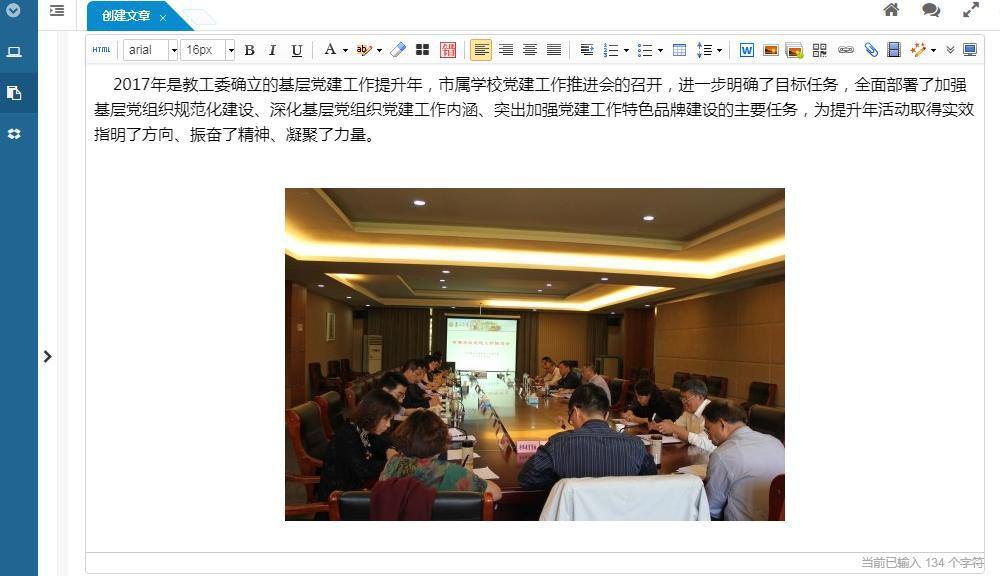 创建文章
HTML arial 16px B I U A ab 错 W
2017年是教工委确立的基层党建工作提升年，市属学校党建工作推进会的召开，进一步明确了目标任务，全面部署了加强
基层党组织规范化建设、深化基层党组织党建工作内涵、突出加强党建工作特色品牌建设的主要任务，为提升年活动取得实效
指明了方向、振奋了精神、凝聚了力量。
当前已输入 134 个字符